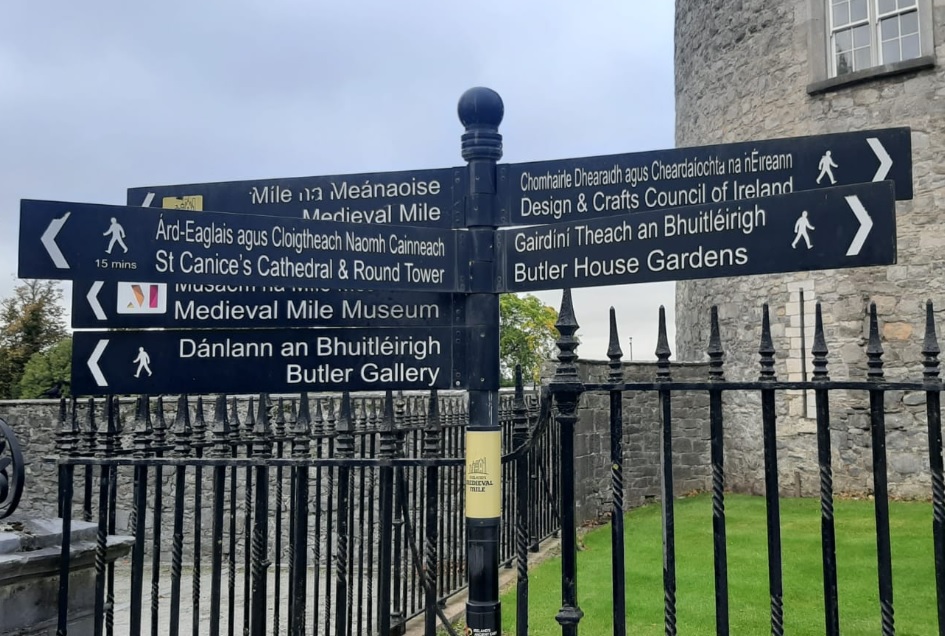 Míle na Meánaoise
Medieval Mile
Árd-Eaglais agus Cloigtheach Naomh Cainneach
15 mins
St Canice's Cathedral & Round Tower
M
Medieval Mile Museum
Dánlann an Bhuitléirigh
Butler Gallery
Chomhairle Dhearaidh agus Cheardaíochta na hÉireann
Design & Crafts Council of Ireland
Gairdíní Theach an Bhuitléirigh
Butler House Gardens
MEDIEVAL
MILE